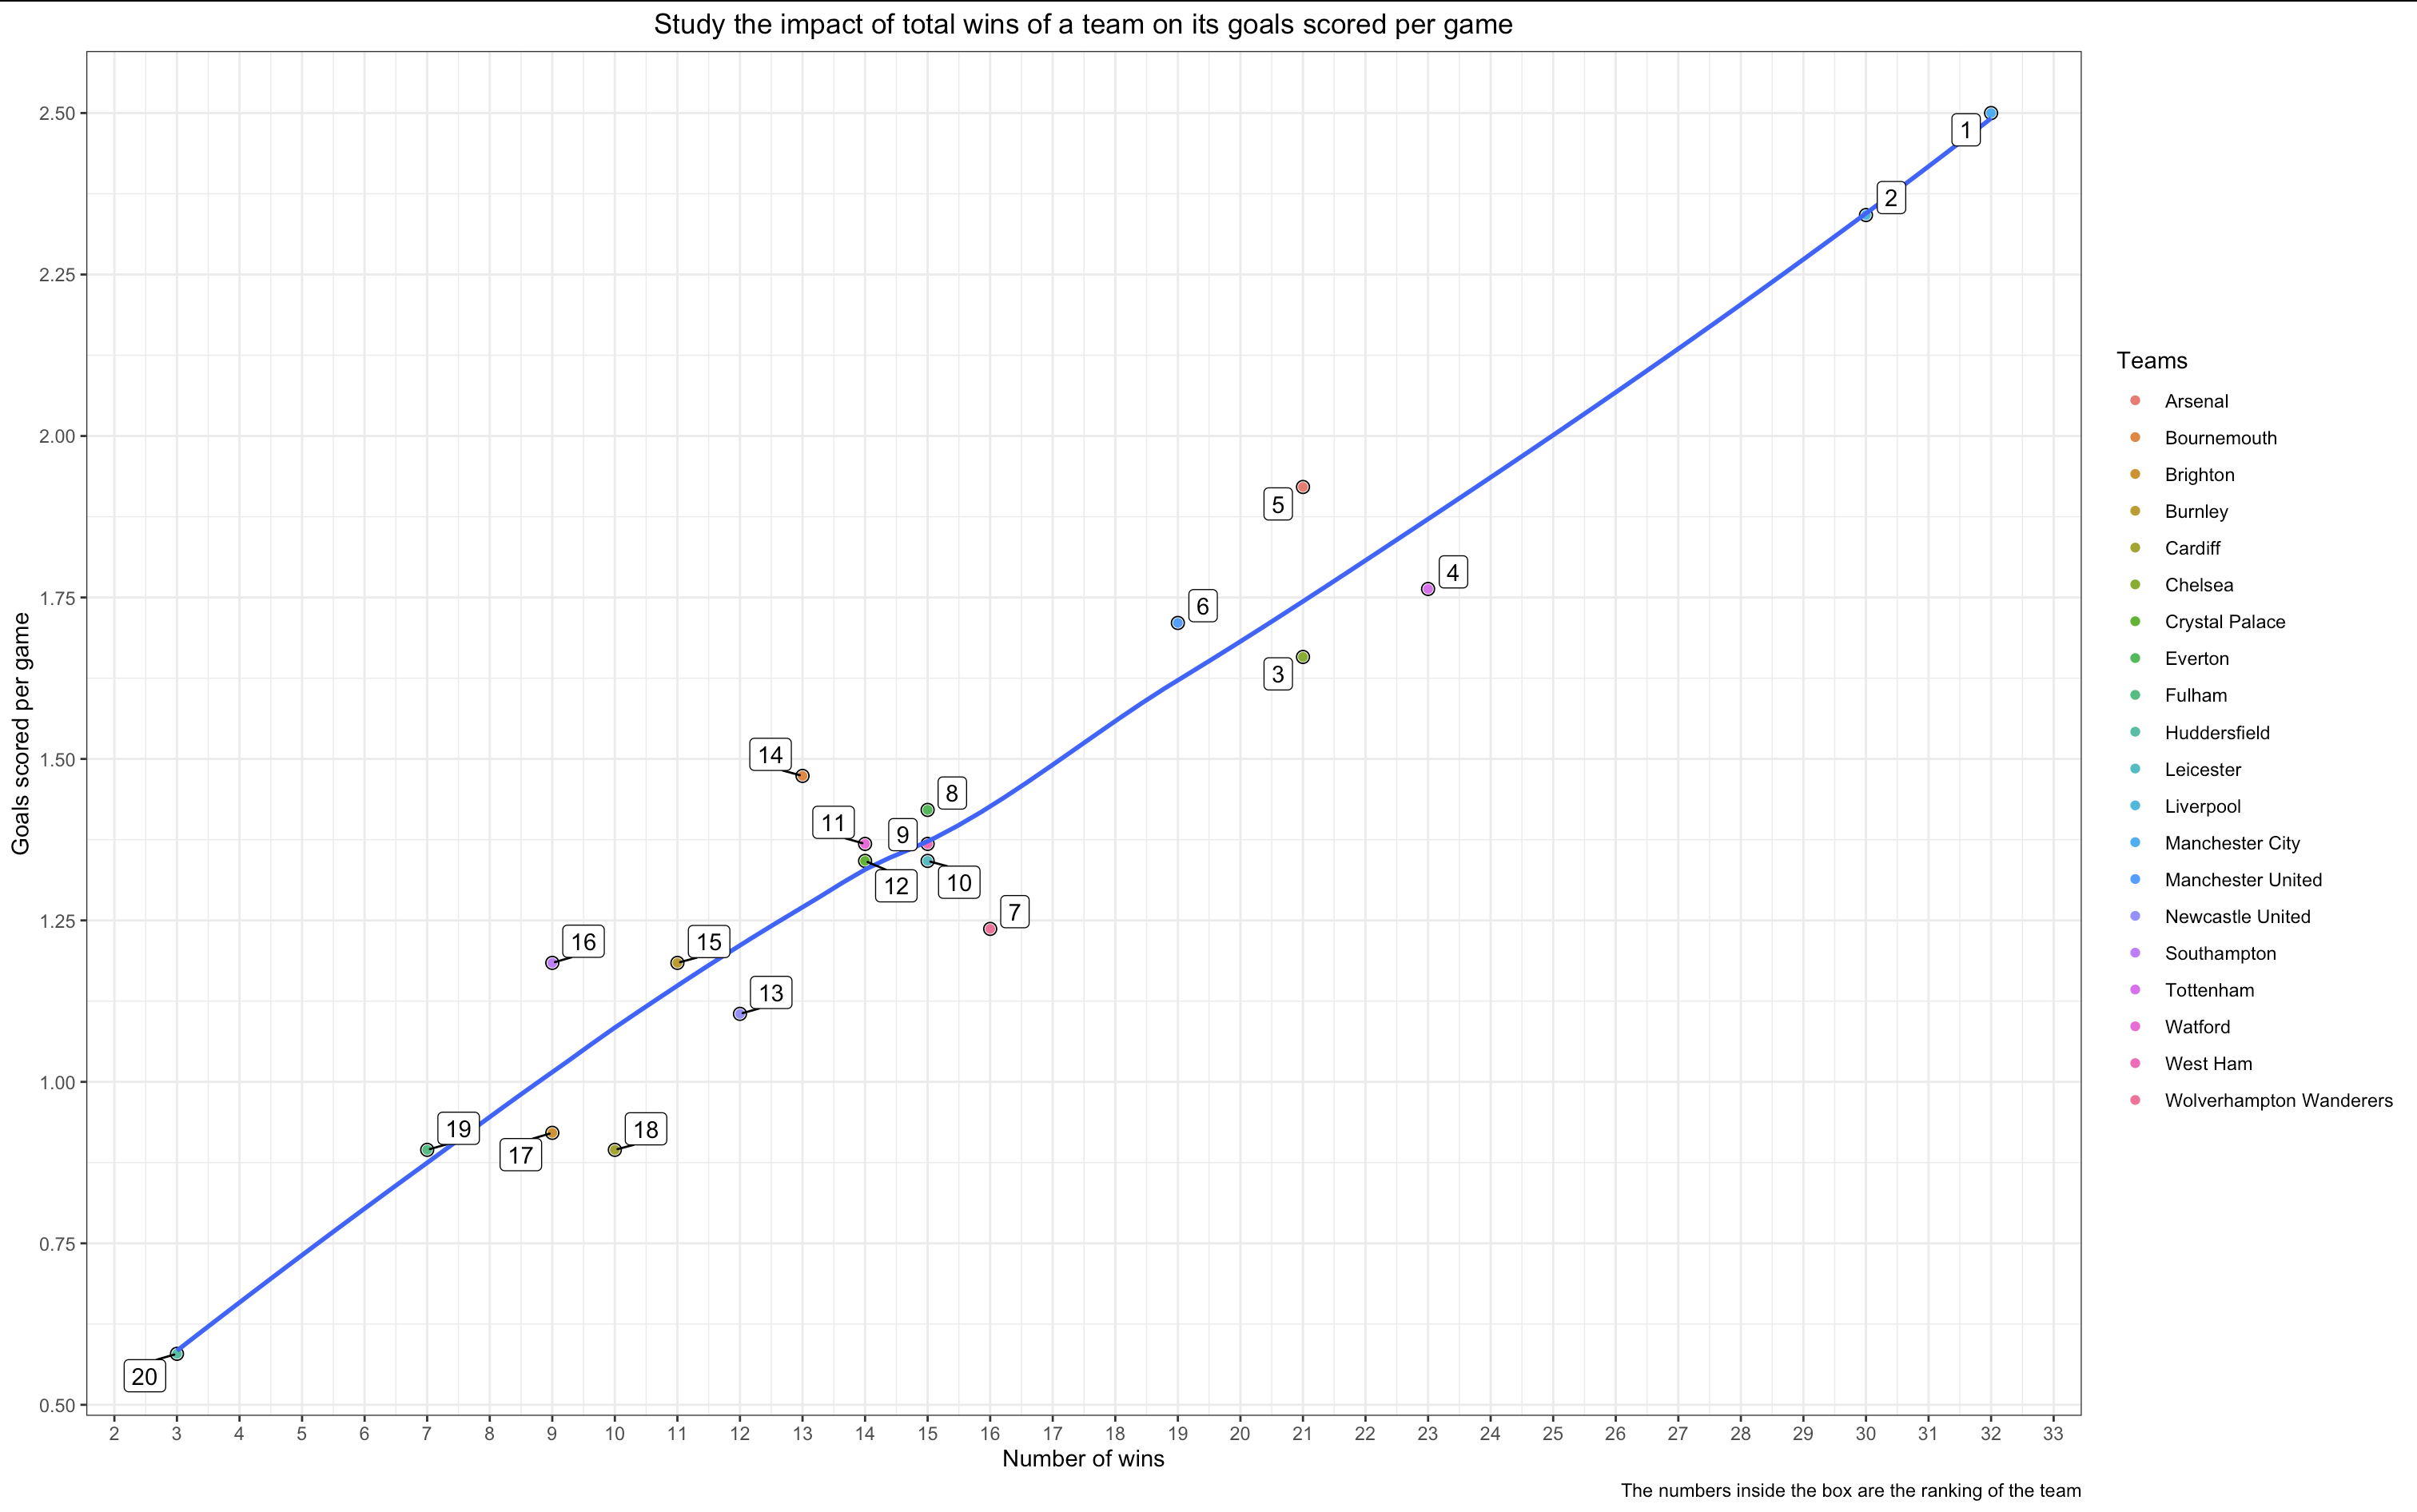 Study the impact of total wins of a team on its goals scored per game
2.50
2.25
2.00
1.75
1.50
1.25
1.00
0.75
0.50
Goals scored per game
1
2
5
4
6
3
14
8
11
9
10
12
7
16
15
13
19
18
17
20
2 3 4 5 6 7 8 9 10 11 12 13 14 15 16 17 18 19 20 21 22 23 24 25 26 27 28 29 30 31 32 33
Number of wins
Teams
Arsenal
Bournemouth
Brighton
Burnley
Cardiff
Chelsea
Crystal Palace
Everton
Fulham
Huddersfield
Leicester
Liverpool
Manchester City
Manchester United
Newcastle United
Southampton
Tottenham
Watford
West Ham
Wolverhampton Wanderers
The numbers inside the box are the ranking of the team